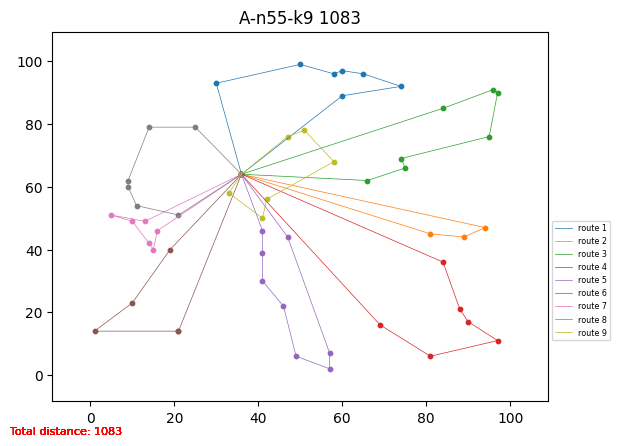 A-n55-k9 1083
100
80
60
40
20
0
0 20 40 60 80 100
route 1
route 2
route 3
route 4
route 5
route 6
route 7
route 8
route 9
Total distance: 1083